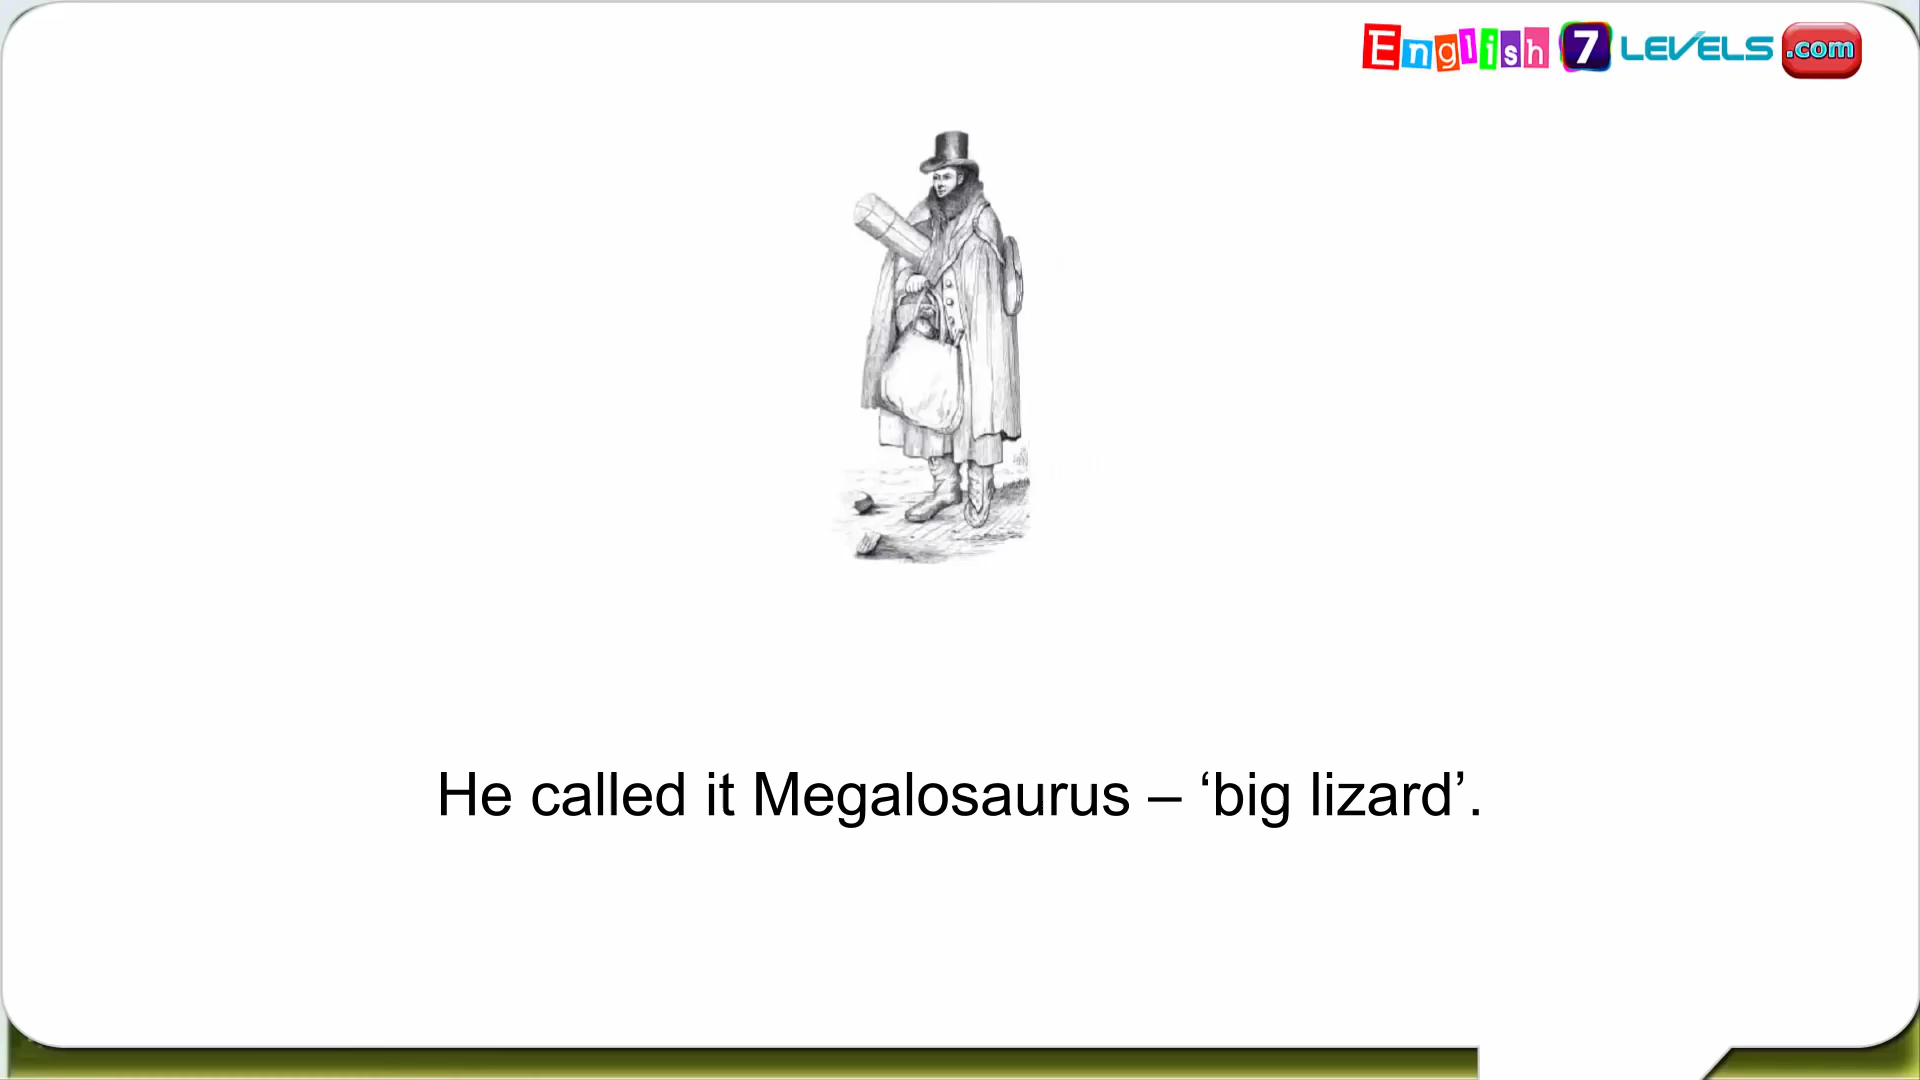 English 7 LEVELS .com
He called it Megalosaurus – ‘big lizard’.